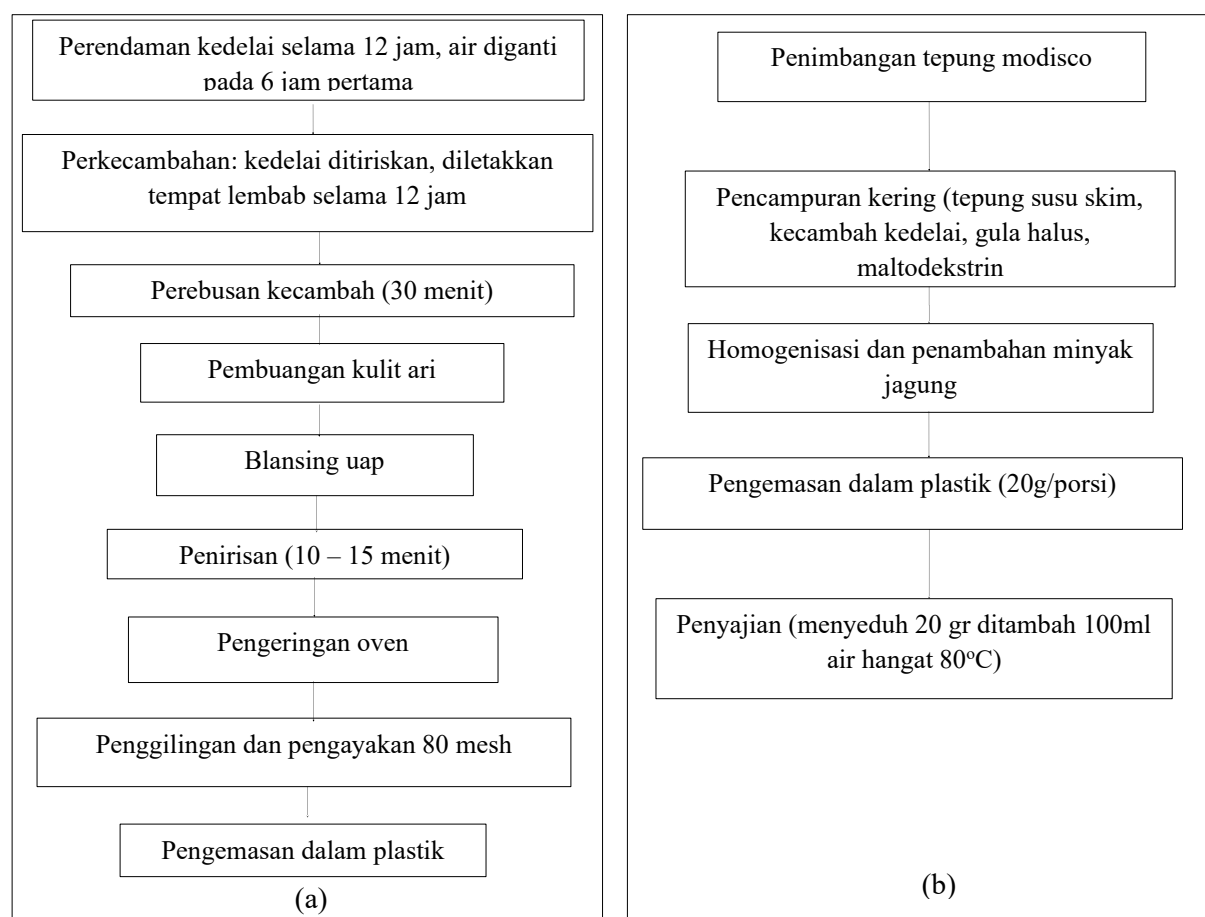 Perendaman kedelai selama 12 jam, air diganti
pada 6 jam pertama
Perkecambahan: kedelai ditiriskan, diletakkan
tempat lembab selama 12 jam
Perebusan kecambah (30 menit)
Pembuangan kulit ari
Blansing uap
Penirisan (10 – 15 menit)
Pengeringan oven
Penggilingan dan pengayakan 80 mesh
Pengemasan dalam plastik
(a)
Penimbangan tepung modisco
Pencampuran kering (tepung susu skim,
kecambah kedelai, gula halus,
maltodekstrin
Homogenisasi dan penambahan minyak
jagung
Pengemasan dalam plastik (20g/porsi)
Penyajian (menyeduh 20 gr ditambah 100ml
air hangat 80°C)
(b)